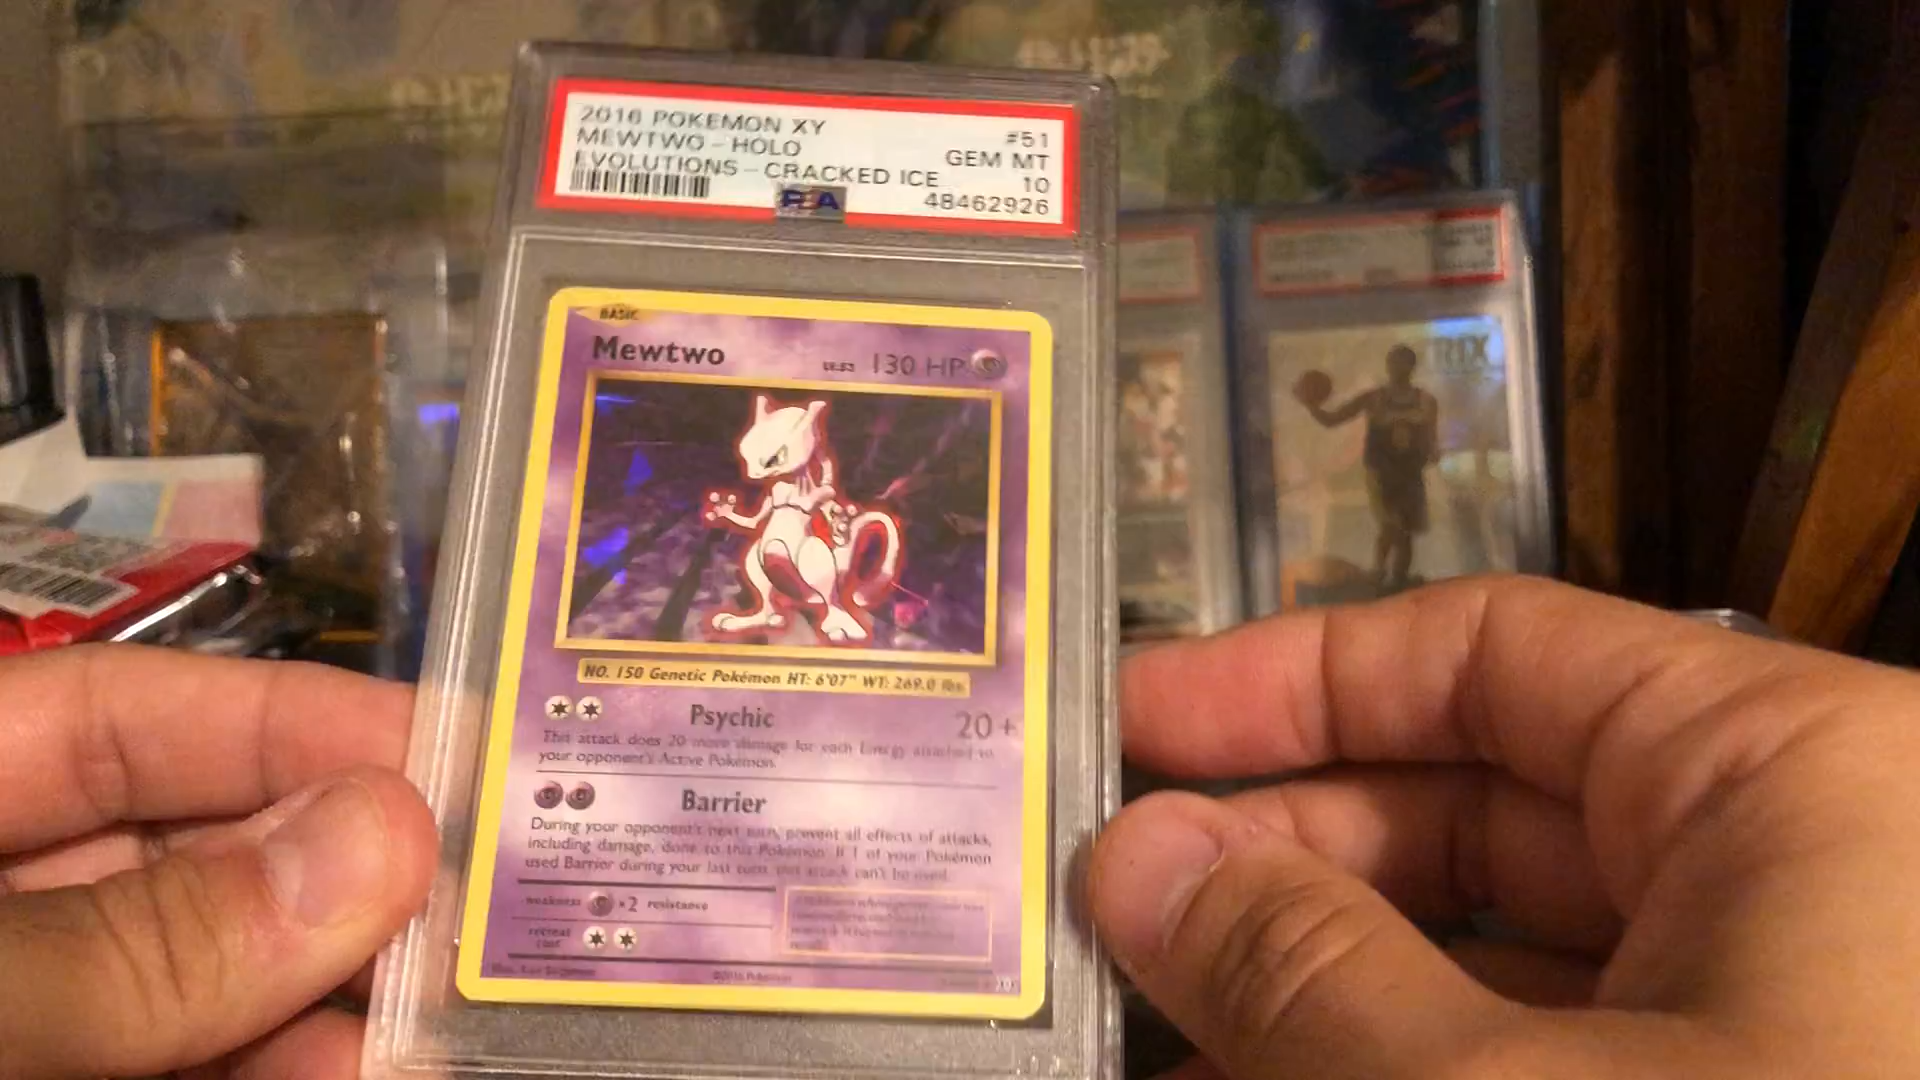 2016 POKEMON XY
#51
MEWTWO - HOLO
GEM MT
EVOLUTIONS - CRACKED ICE
10
PSA
48462926
BASIC
Mewtwo
LV.53 130 HP
NO. 150 Genetic Pokémon HT: 6'07" WT: 269.0 lbs.
Psychic
20+
This attack does 20 more damage for each Energy attached to
your opponent's Active Pokémon.
Barrier
During your opponent's next turn, prevent all effects of attacks,
including damage, done to this Pokémon. If 1 of your Pokémon
used Barrier during your last turn, this attack can't be used.
weakness ×2 resistance
retreat
cost
©2016 Pokémon
RIX